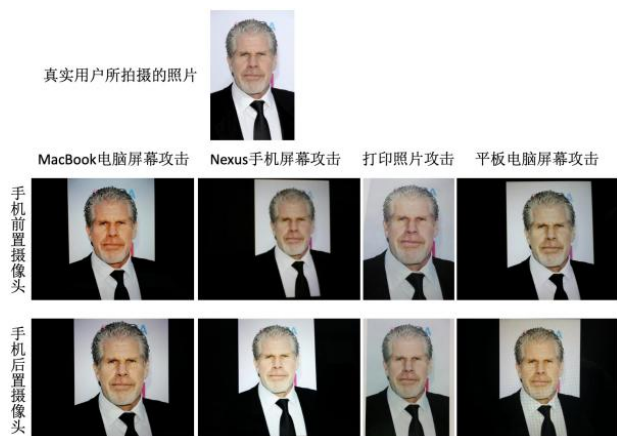 真实用户所拍摄的照片
MacBook电脑屏幕攻击
Nexus手机屏幕攻击
打印照片攻击
平板电脑屏幕攻击
手机前置摄像头
手机后置摄像头